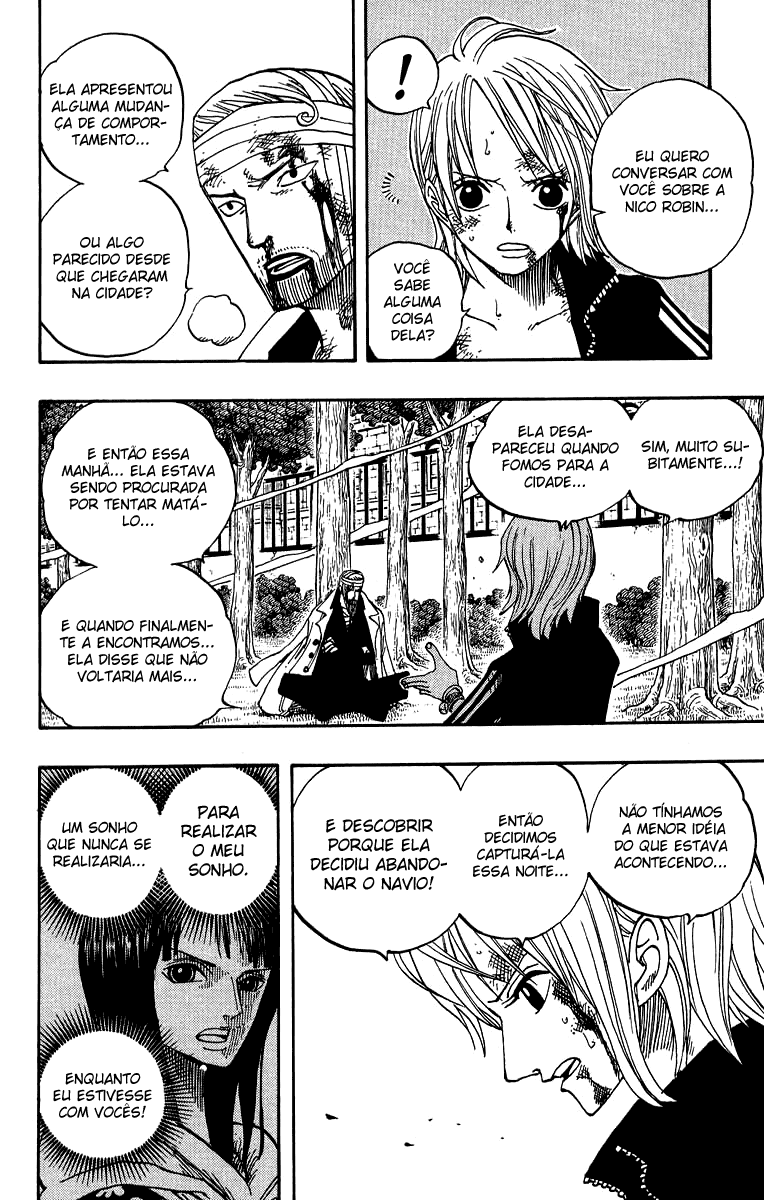 !
EU QUERO
CONVERSAR COM
VOCÊ SOBRE A
NICO ROBIN...
VOCÊ
SABE
ALGUMA
COISA
DELA?
ELA APRESENTOU
ALGUMA MUDAN-
ÇA DE COMPOR-
TAMENTO...
OU ALGO
PARECIDO DESDE
QUE CHEGARAM
NA CIDADE?
SIM, MUITO SU-
BITAMENTE...!
ELA DESA-
PARECEU QUANDO
FOMOS PARA A
CIDADE...
E ENTÃO ESSA
MANHÃ... ELA ESTAVA
SENDO PROCURADA
POR TENTAR MATÁ-
LO...
E QUANDO FINALMEN-
TE A ENCONTRAMOS...
ELA DISSE QUE NÃO
VOLTARIA MAIS...
NÃO TÍNHAMOS
A MENOR IDÉIA
DO QUE ESTAVA
ACONTECENDO...
ENTÃO
DECIDIMOS
CAPTURÁ-LA
ESSA NOITE...
E DESCOBRIR
PORQUE ELA
DECIDIU ABANDO-
NAR O NAVIO!
PARA
REALIZAR
O MEU
SONHO.
UM SONHO
QUE NUNCA SE
REALIZARIA...
ENQUANTO
EU ESTIVESSE
COM VOCÊS!